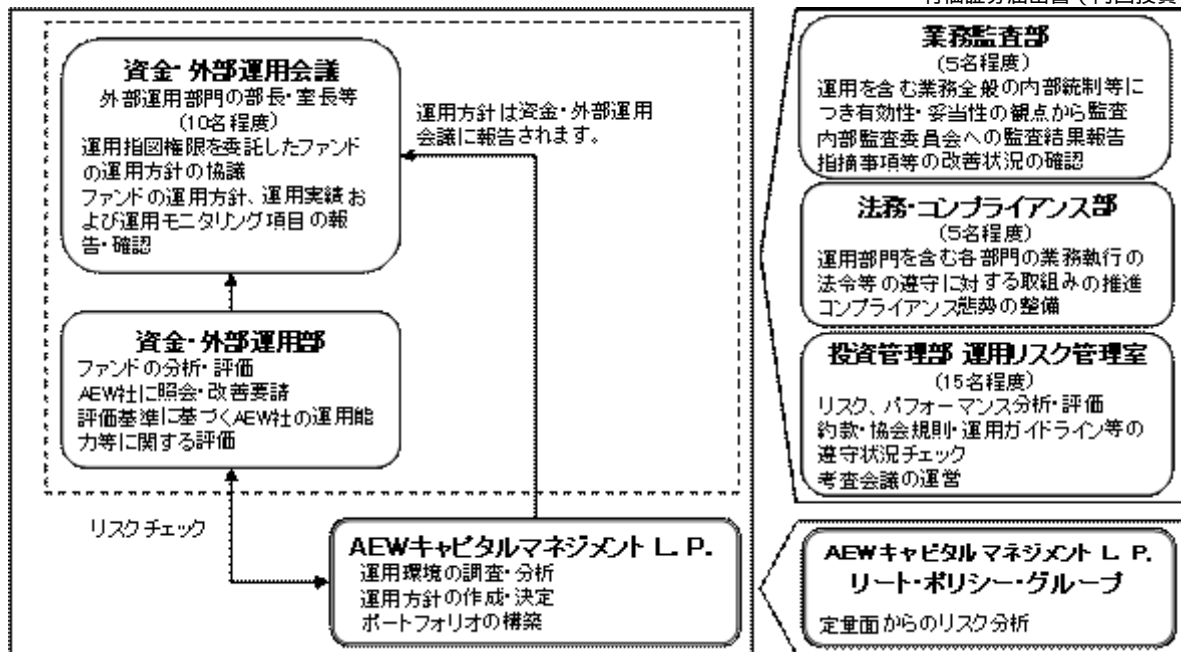 資金・外部運用会議
外部運用部門の部長・室長等
(10名程度)
運用指図権限を委託したファンド
の運用方針の協議
ファンドの運用方針、運用実績お
よび運用モニタリング項目の報
告・確認
運用方針は資金・外部運用
会議に報告されます。
資金・外部運用部
ファンドの分析・評価
AEW社に照会・改善要請
評価基準に基づくAEW社の運用能
力等に関する評価
リスクチェック
AEWキャピタルマネジメント L. P.
運用環境の調査・分析
運用方針の作成・決定
ポートフォリオの構築
業務監査部
(5名程度)
運用を含む業務全般の内部統制等に
つき有効性・妥当性の観点から監査
内部監査委員会への監査結果報告
指摘事項等の改善状況の確認
法務・コンプライアンス部
(5名程度)
運用部門を含む各部門の業務執行の
法令等の遵守に対する取組みの推進
コンプライアンス態勢の整備
投資管理部 運用リスク管理室
(15名程度)
リスク、パフォーマンス分析・評価
約款・協会規則・運用ガイドライン等の
遵守状況チェック
考査会議の運営
AEWキャピタルマネジメント L. P.
リート・ポリシー・グループ
定量面からのリスク分析